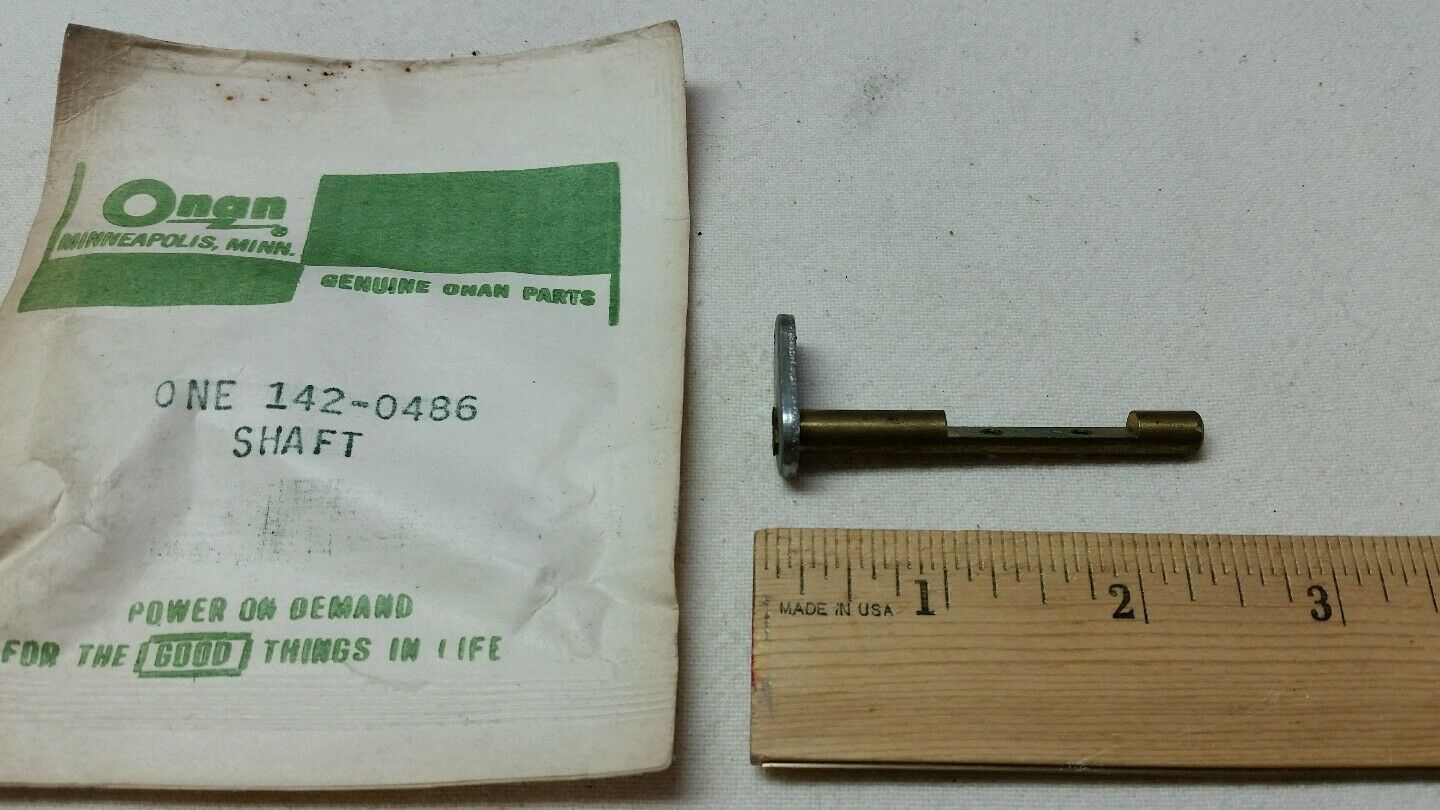 Onan®
MINNEAPOLIS, MINN.
GENUINE ONAN PARTS
ONE 142-0486
SHAFT
POWER ON DEMAND
FOR THE GOOD THINGS IN LIFE
MADE IN USA 1 2 3